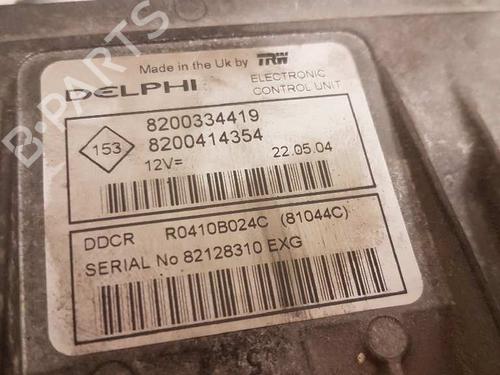 Made in the Uk by TRW
DELPHI
ELECTRONIC
CONTROL UNIT
153
8200334419
8200414354
12V=
22.05.04
DDCR R0410B024C (81044C)
SERIAL No 82128310 EXG
B-PARTS